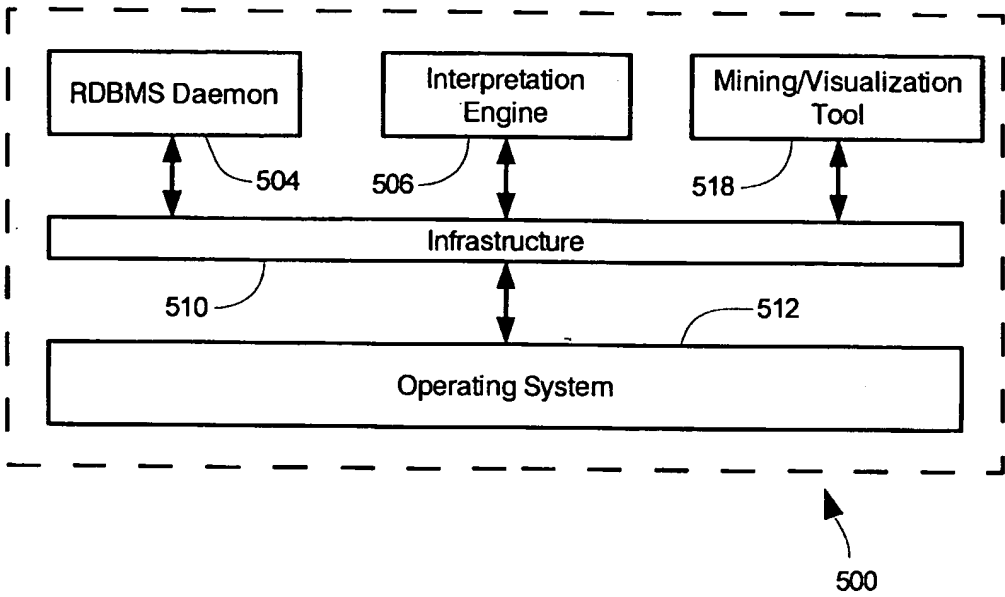 RDBMS Daemon
Interpretation
Engine
Mining/Visualization
Tool
504
506
518
Infrastructure
510
512
Operating System
500